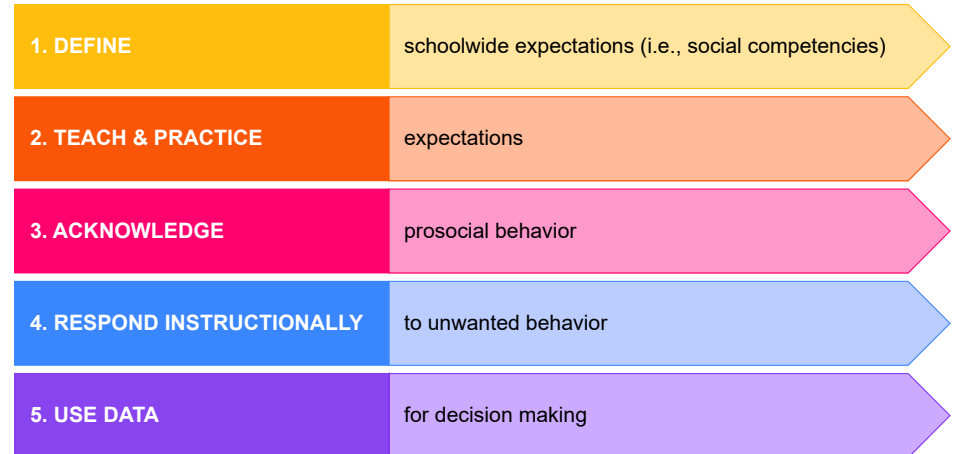 1. DEFINE schoolwide expectations (i.e., social competencies)
2. TEACH & PRACTICE expectations
3. ACKNOWLEDGE prosocial behavior
4. RESPOND INSTRUCTIONALLY to unwanted behavior
5. USE DATA for decision making